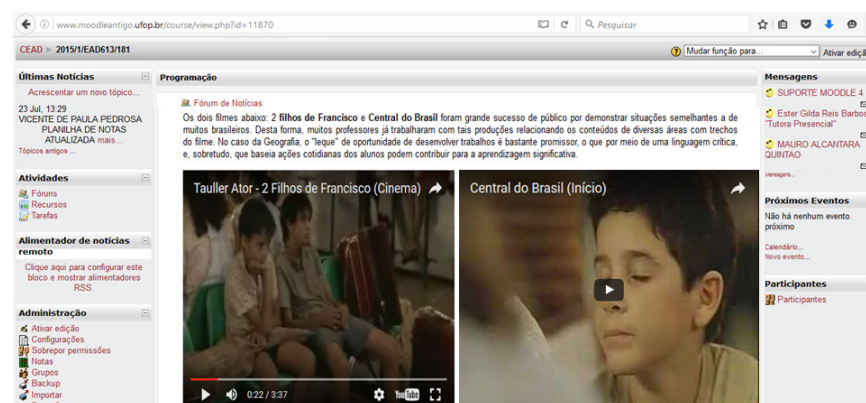 www.moodleantigo.ufop.br/course/view.php?id=11870
Pesquisar
CEAD ► 2015/1/EAD613/181
Mudar função para...
Ativar ediçã
Últimas Notícias
Acrescentar um novo tópico...
23 Jul, 13:29
VICENTE DE PAULA PEDROSA
PLANILHA DE NOTAS
ATUALIZADA mais...
Tópicos antigos ...
Atividades
Fóruns
Recursos
Tarefas
Alimentador de notícias
remoto
Clique aqui para configurar este
bloco e mostrar alimentadores
RSS.
Administração
Ativar edição
Configurações
Sobrepor permissões
Notas
Grupos
Backup
Importar
Programação
Fórum de Notícias
Os dois filmes abaixo: 2 filhos de Francisco e Central do Brasil foram grande sucesso de público por demonstrar situações semelhantes a de
muitos brasileiros. Desta forma, muitos professores já trabalharam com tais produções relacionando os conteúdos de diversas áreas com trechos
do filme. No caso da Geografia, o "leque" de oportunidade de desenvolver trabalhos é bastante promissor, o que por meio de uma linguagem crítica,
e, sobretudo, que baseia ações cotidianas dos alunos podem contribuir para a aprendizagem significativa.
Tauller Ator - 2 Filhos de Francisco (Cinema)
0:22 / 3:37
YouTube
Central do Brasil (Início)
Mensagens
SUPORTE MOODLE 4
Ester Gilda Reis Barbos
"Tutora Presencial"
MAURO ALCANTARA
QUINTAO
Mensagens...
Próximos Eventos
Não há nenhum evento
próximo
Calendário...
Novo evento...
Participantes
Participantes